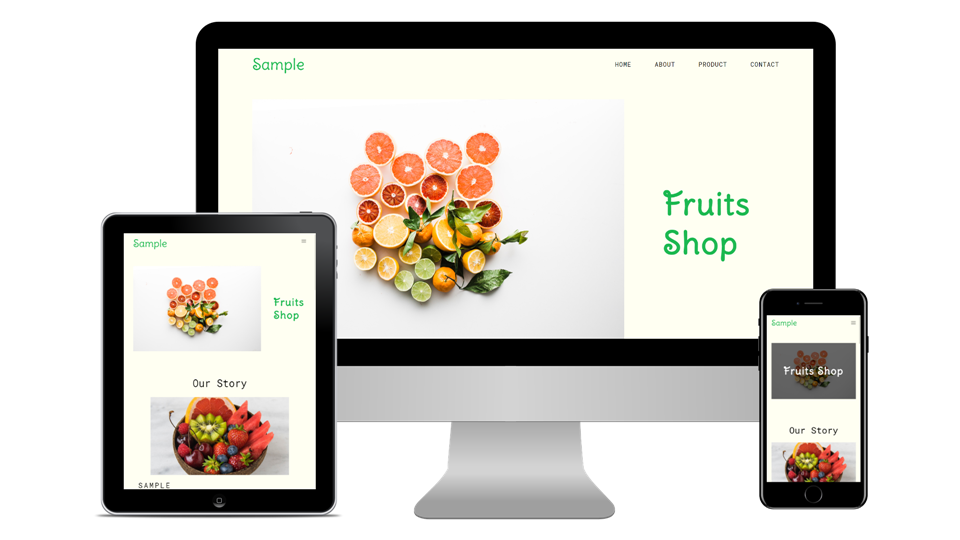 Sample
HOME ABOUT PRODUCT CONTACT
Fruits
Shop
Sample
Fruits
Shop
Our Story
SAMPLE
Sample
Fruits Shop
Our Story